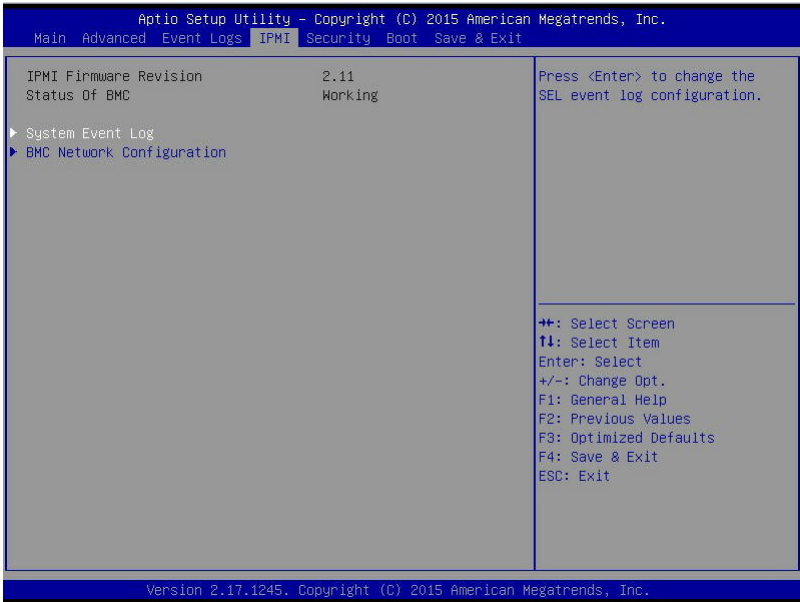 Aptio Setup Utility – Copyright (C) 2015 American Megatrends, Inc.
Main Advanced Event Logs IPMI Security Boot Save & Exit
IPMI Firmware Revision 2.11
Status Of BMC Working
▶ System Event Log
▶ BMC Network Configuration
Press <Enter> to change the
SEL event log configuration.
→←: Select Screen
↑↓: Select Item
Enter: Select
+/-: Change Opt.
F1: General Help
F2: Previous Values
F3: Optimized Defaults
F4: Save & Exit
ESC: Exit
Version 2.17.1245. Copyright (C) 2015 American Megatrends, Inc.